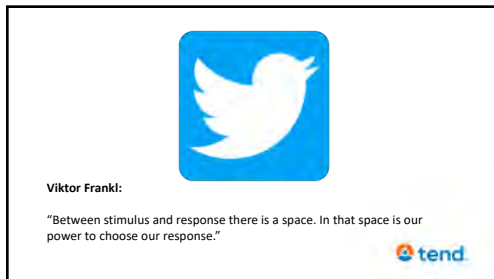 Viktor Frankl:
“Between stimulus and response there is a space. In that space is our
power to choose our response.”
tend.